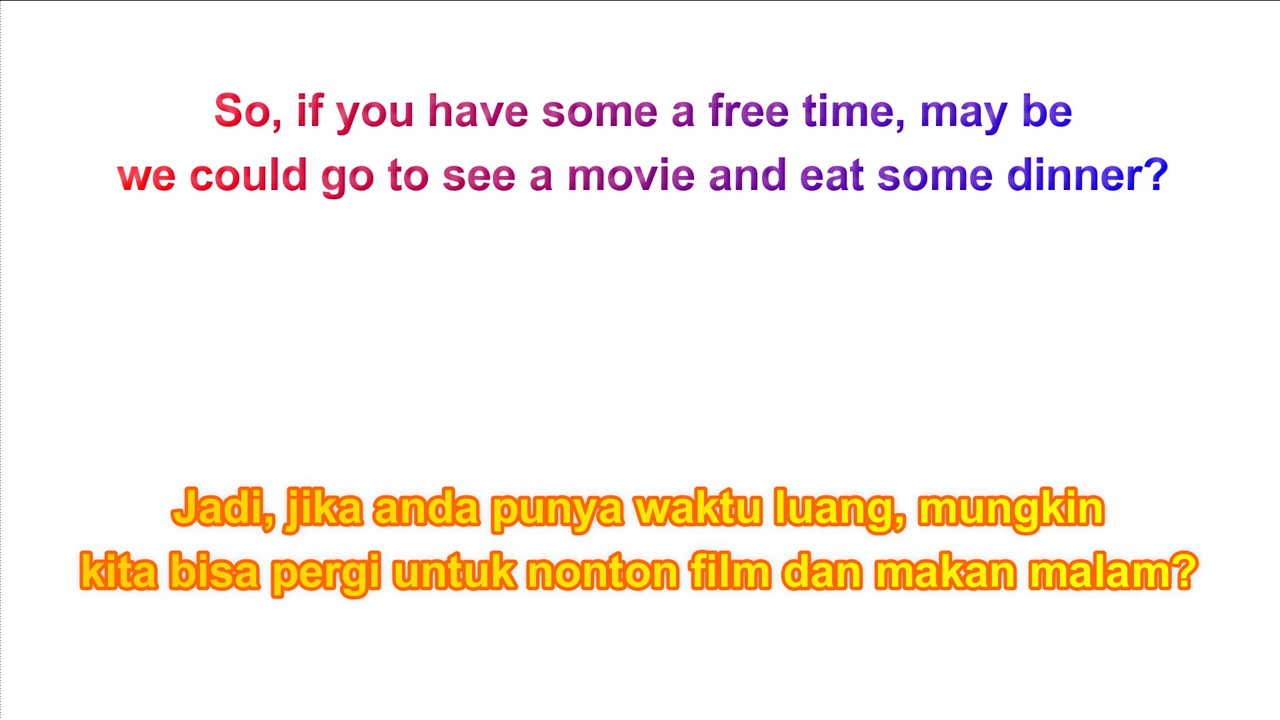 So, if you have some a free time, may be
we could go to see a movie and eat some dinner?
Jadi, jika anda punya waktu luang, mungkin
kita bisa pergi untuk nonton film dan makan malam?